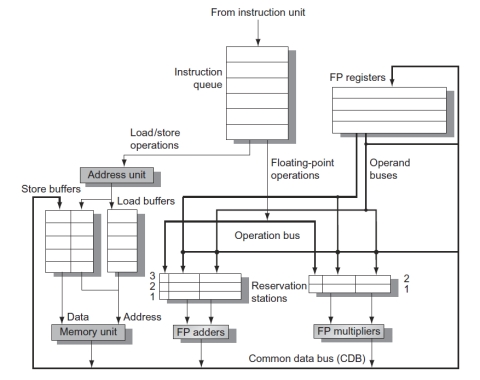 From instruction unit
Instruction
queue
FP registers
Load/store
operations
Floating-point
operations
Operand
buses
Address unit
Store buffers
Load buffers
Operation bus
3
2
1
Reservation
stations
2
1
Data
Address
Memory unit
FP adders
FP multipliers
Common data bus (CDB)